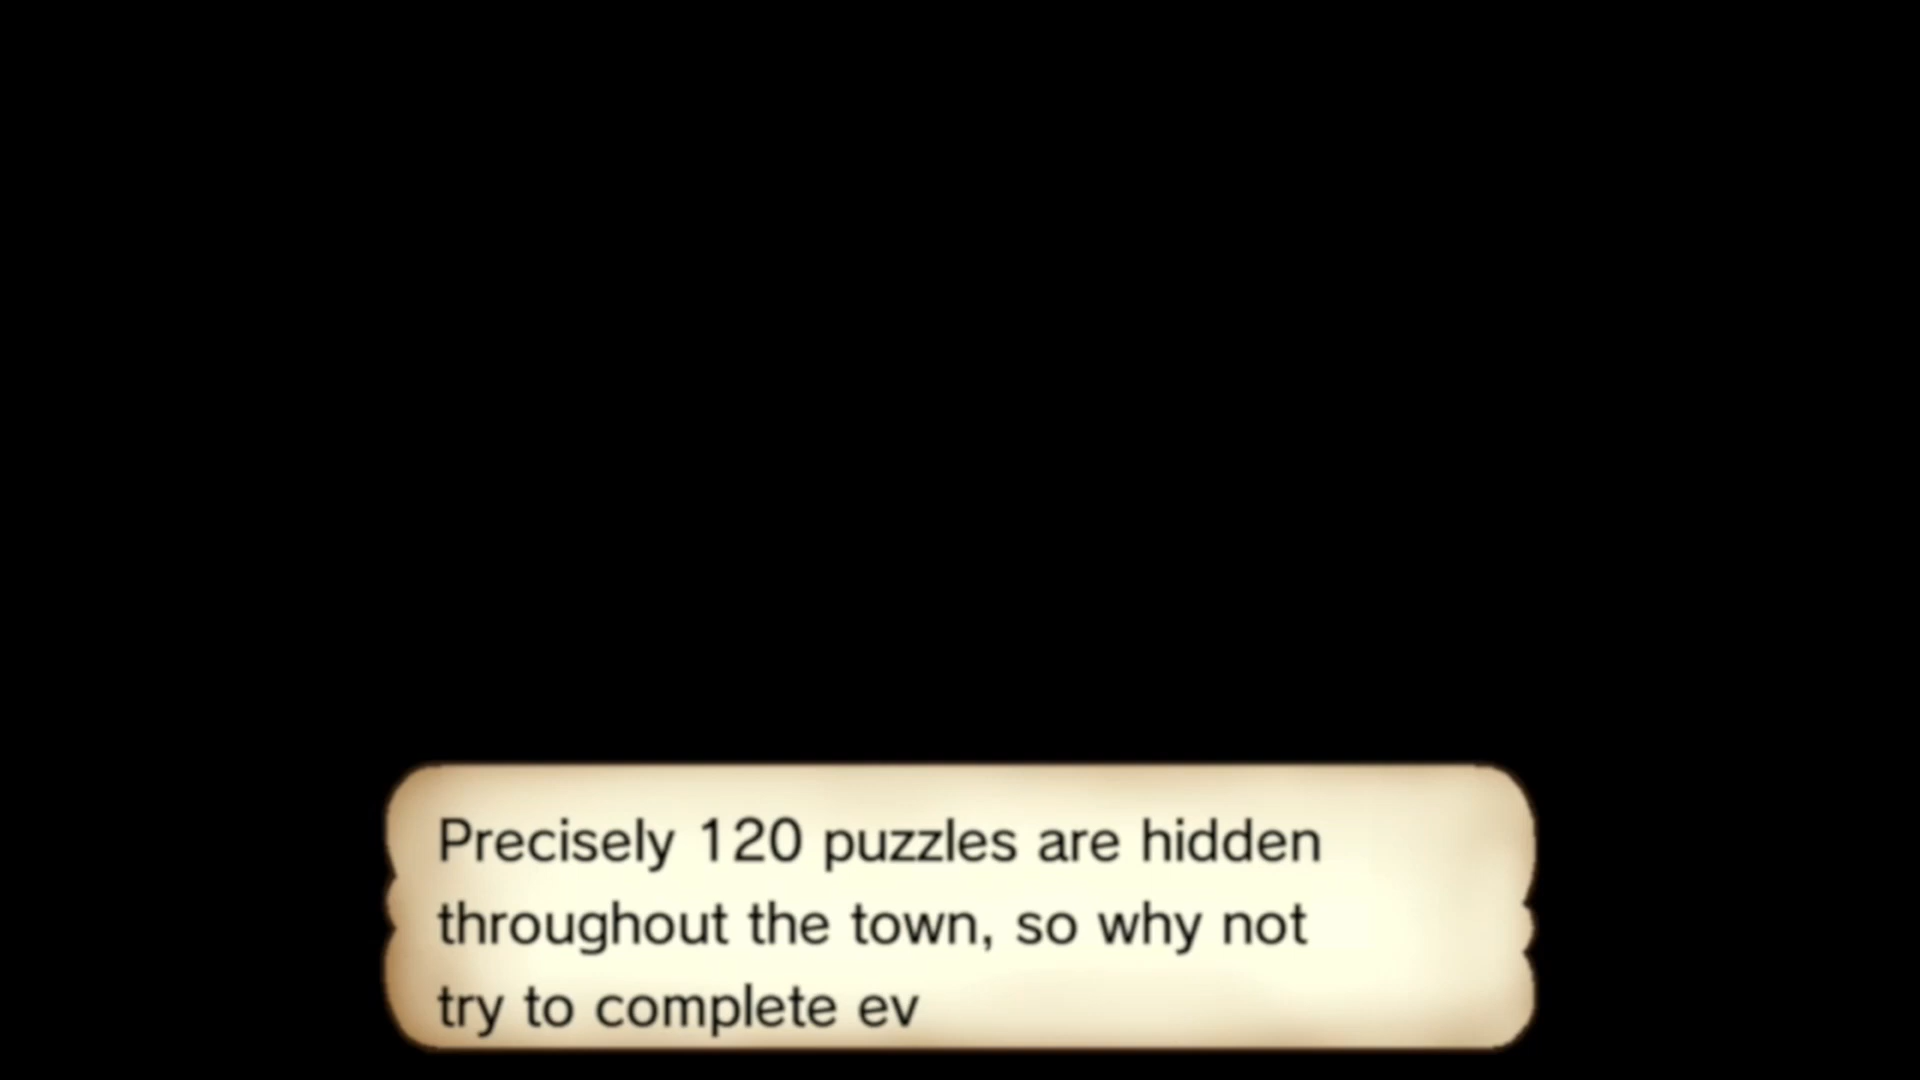 Precisely 120 puzzles are hidden
throughout the town, so why not
try to complete ev